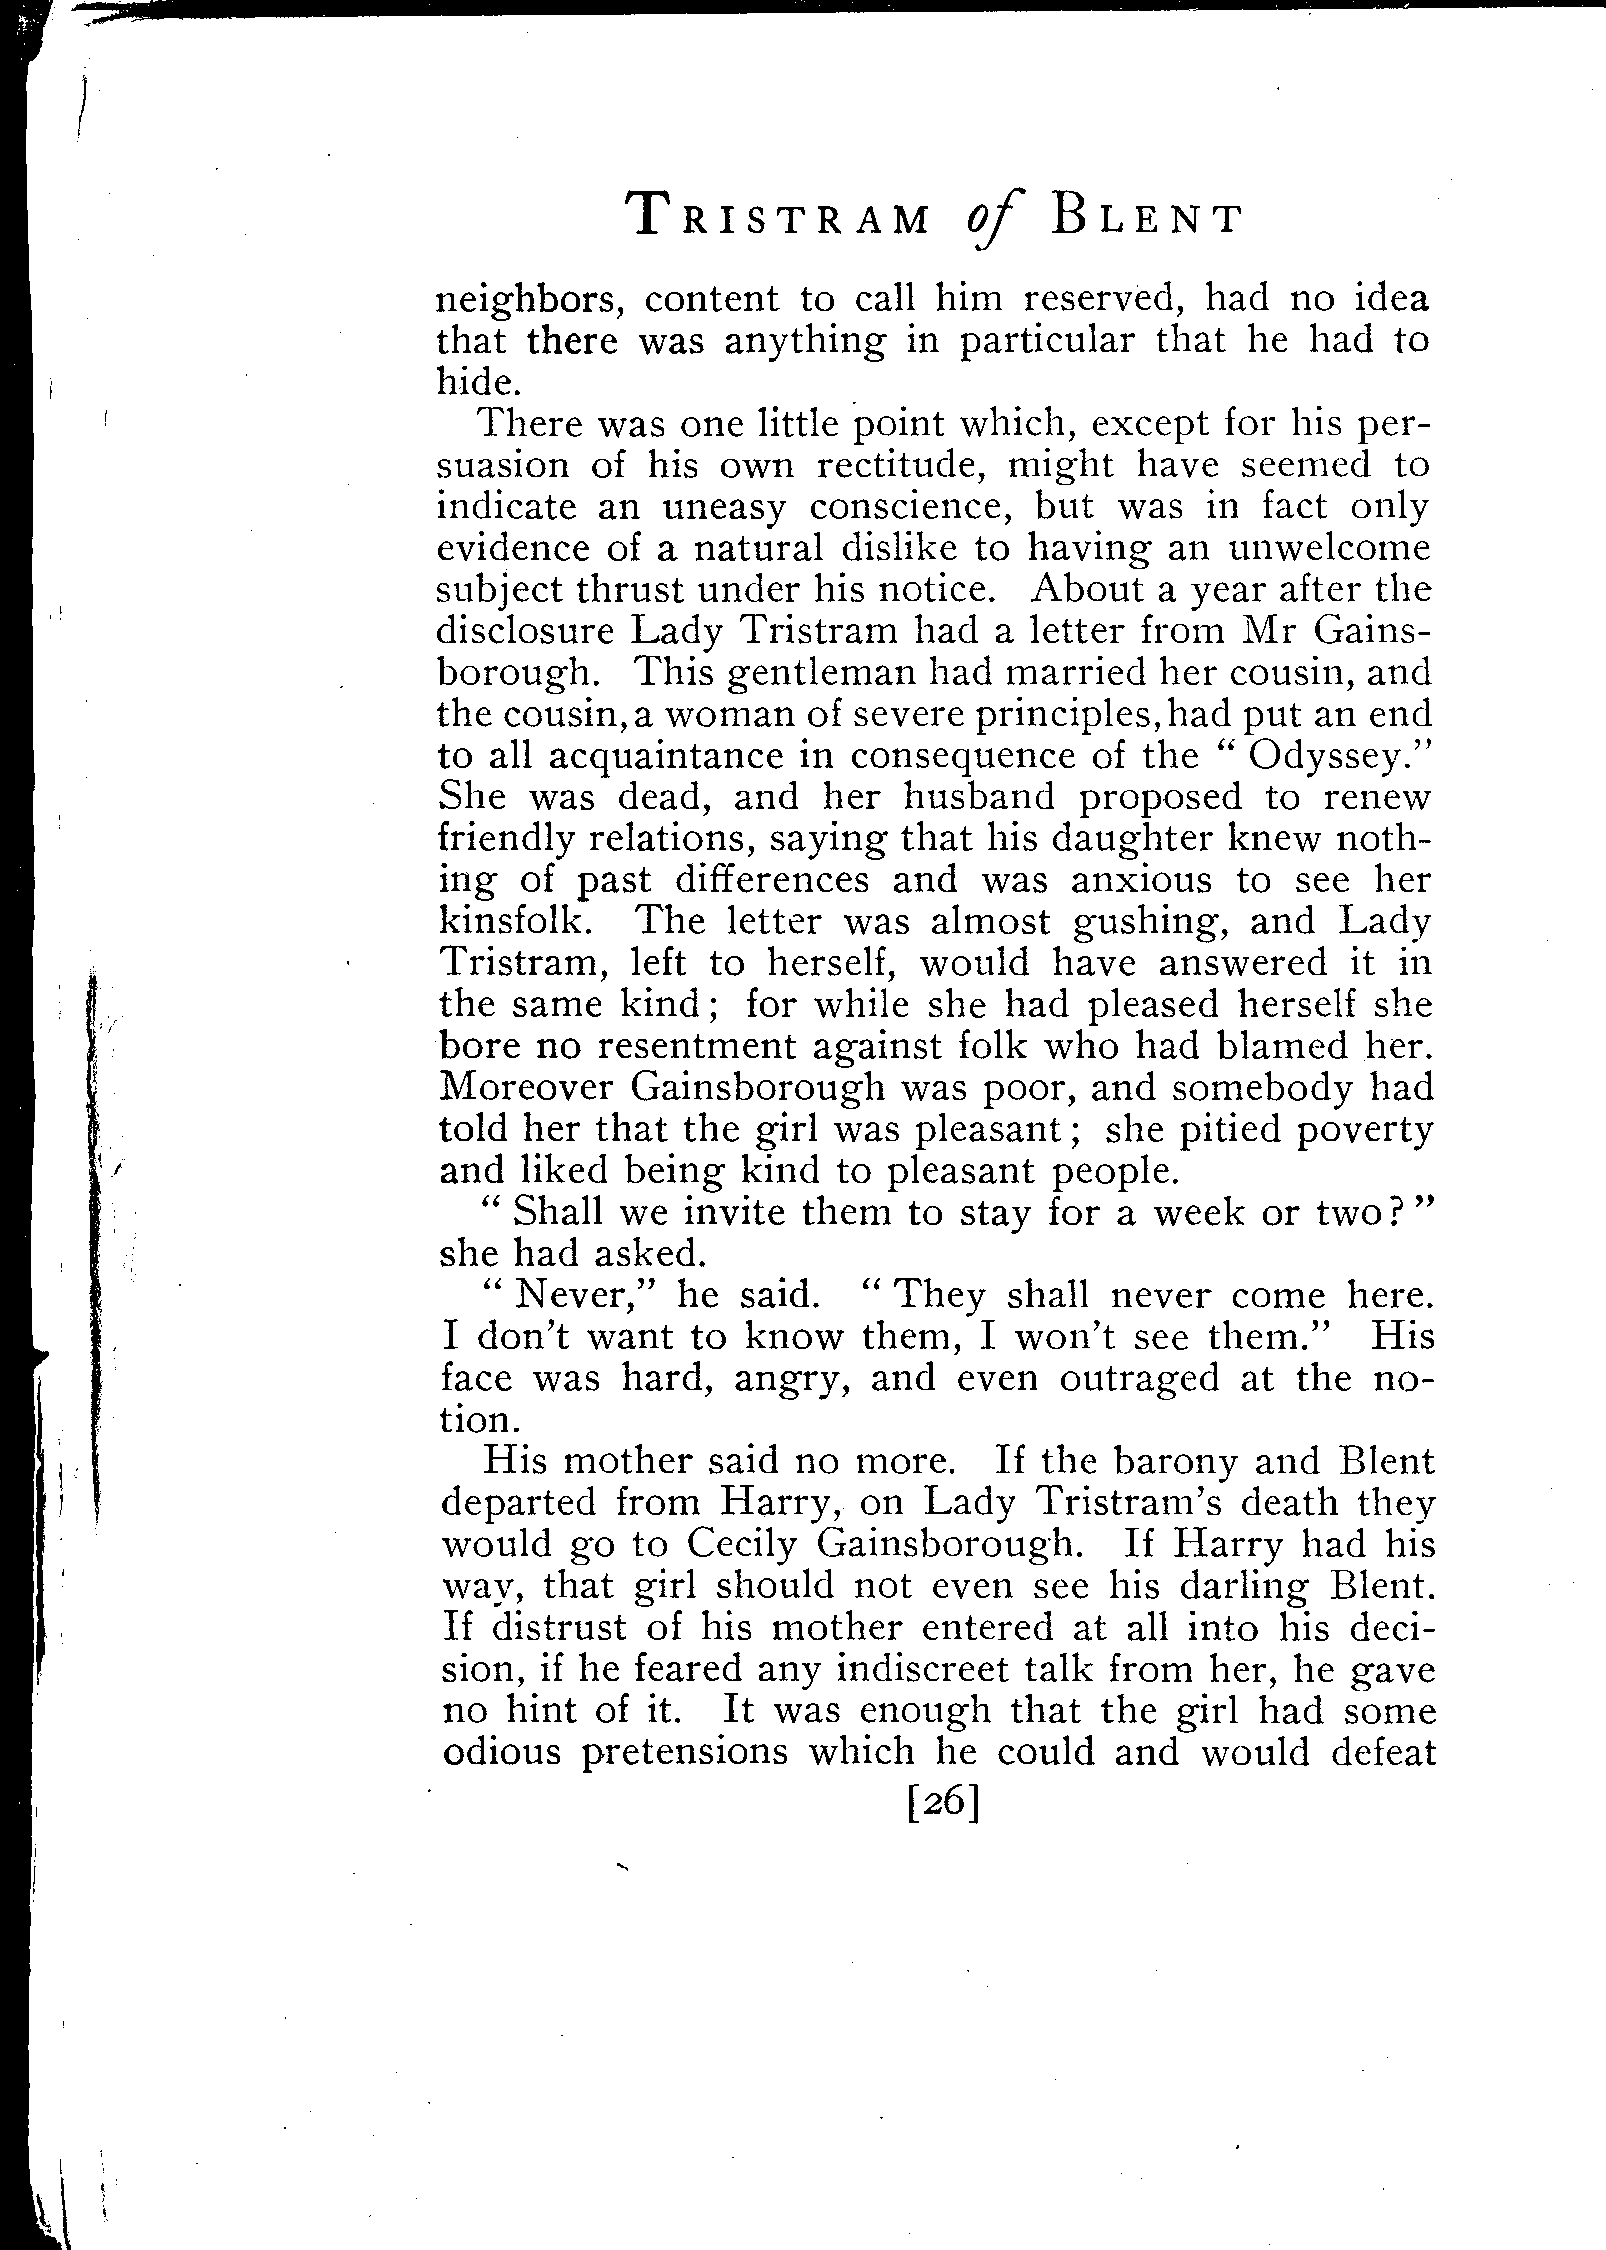 TRISTRAM of BLENT
neighbors, content to call him reserved, had no idea
that there was anything in particular that he had to
hide.
There was one little point which, except for his per-
suasion of his own rectitude, might have seemed to
indicate an uneasy conscience, but was in fact only
evidence of a natural dislike to having an unwelcome
subject thrust under his notice. About a year after the
disclosure Lady Tristram had a letter from Mr Gains-
borough. This gentleman had married her cousin, and
the cousin, a woman of severe principles, had put an end
to all acquaintance in consequence of the “ Odyssey.”
She was dead, and her husband proposed to renew
friendly relations, saying that his daughter knew noth-
ing of past differences and was anxious to see her
kinsfolk. The letter was almost gushing, and Lady
Tristram, left to herself, would have answered it in
the same kind; for while she had pleased herself she
bore no resentment against folk who had blamed her.
Moreover Gainsborough was poor, and somebody had
told her that the girl was pleasant; she pitied poverty
and liked being kind to pleasant people.
“ Shall we invite them to stay for a week or two?”
she had asked.
“ Never,” he said. “ They shall never come here.
I don't want to know them, I won't see them.” His
face was hard, angry, and even outraged at the no-
tion.
His mother said no more. If the barony and Blent
departed from Harry, on Lady Tristram's death they
would go to Cecily Gainsborough. If Harry had his
way, that girl should not even see his darling Blent.
If distrust of his mother entered at all into his deci-
sion, if he feared any indiscreet talk from her, he gave
no hint of it. It was enough that the girl had some
odious pretensions which he could and would defeat
[26]